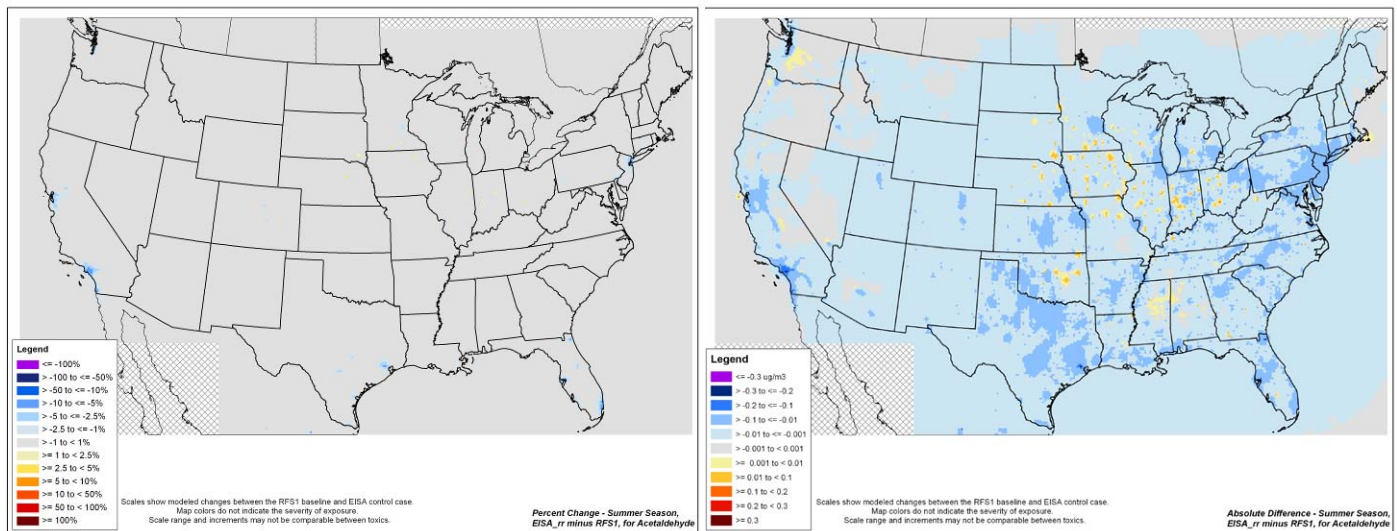 Legend
<= -100%
> -100 to <= -50%
> -50 to <= -10%
> -10 to <= -5%
> -5 to <= -2.5%
> -2.5 to <= -1%
> -1 to < 1%
>= 1 to < 2.5%
>= 2.5 to < 5%
>= 5 to < 10%
>= 10 to < 50%
>= 50 to < 100%
>= 100%
Scales show modeled changes between the RFS1 baseline and EISA control case.
Map colors do not indicate the severity of exposure.
Scale range and increments may not be comparable between toxics.
Percent Change - Summer Season,
EISA_rr minus RFS1, for Acetaldehyde
Legend
<= -0.3 ug/m3
> -0.3 to <= -0.2
> -0.2 to <= -0.1
> -0.1 to <= -0.01
> -0.01 to <= -0.001
> -0.001 to < 0.001
>= 0.001 to < 0.01
>= 0.01 to < 0.1
>= 0.1 to < 0.2
>= 0.2 to < 0.3
>= 0.3
Scales show modeled changes between the RFS1 baseline and EISA control case.
Map colors do not indicate the severity of exposure.
Scale range and increments may not be comparable between toxics.
Absolute Difference - Summer Season,
EISA_rr minus RFS1, for Acetaldehyde